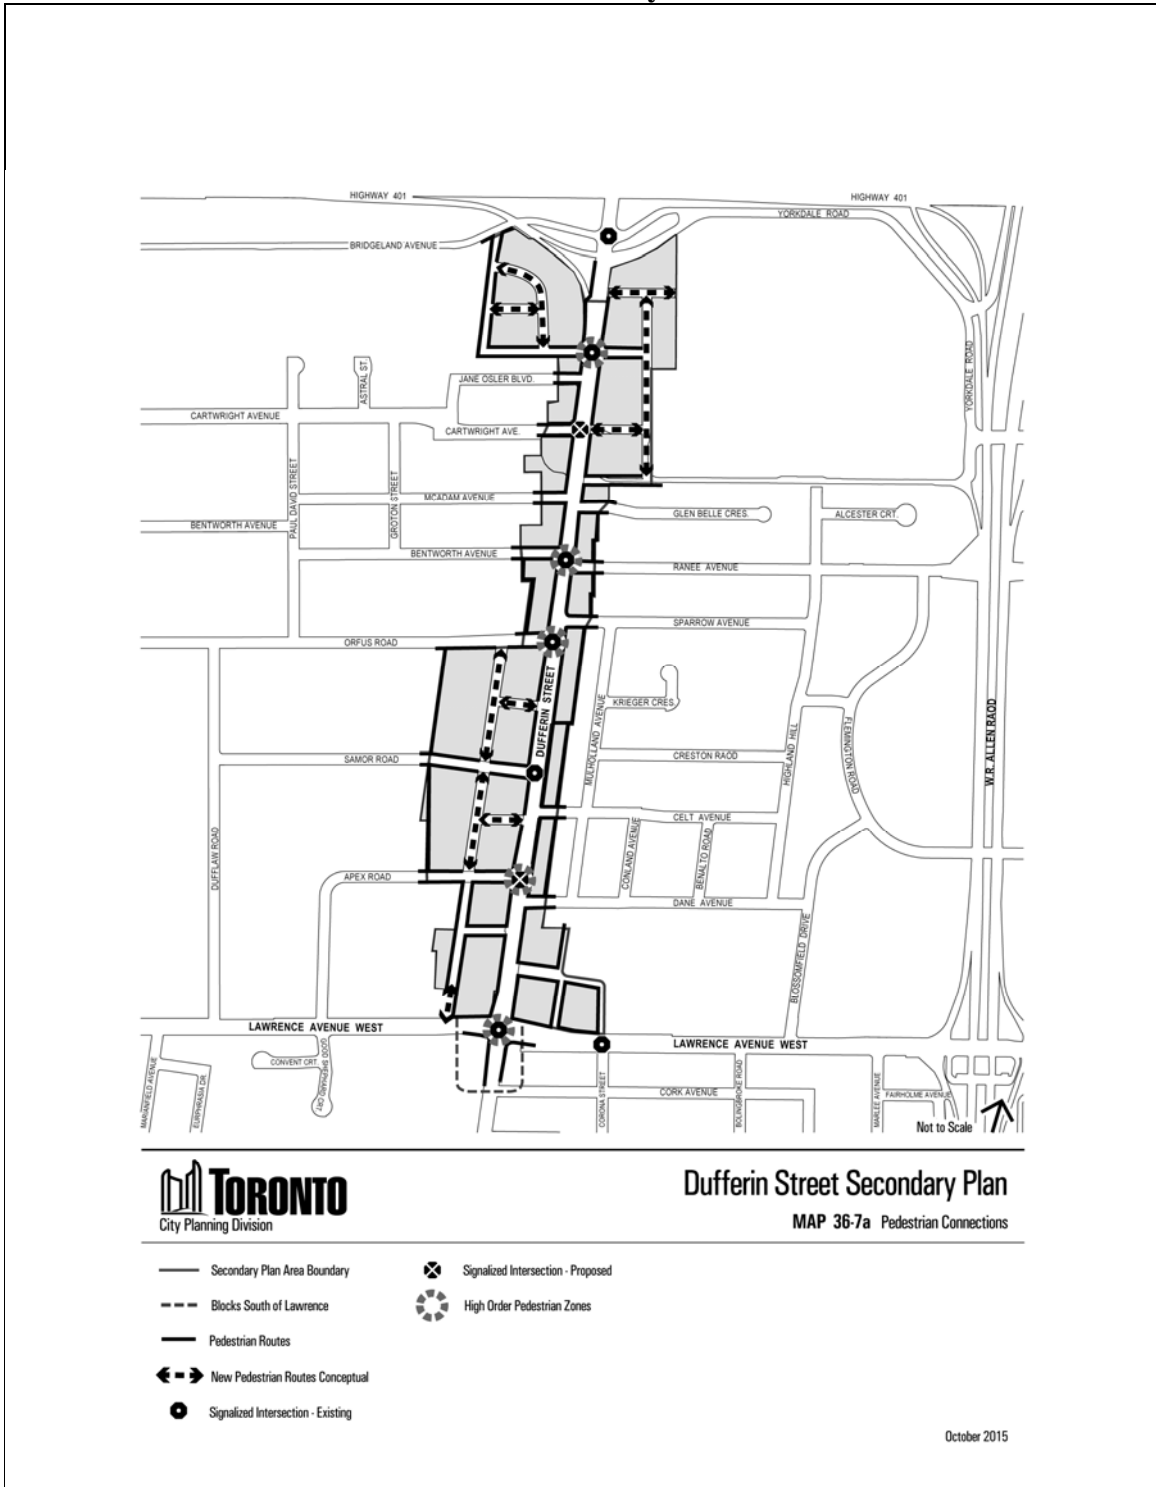 HIGHWAY 401
HIGHWAY 401
YORKDALE ROAD
BRIDGELAND AVENUE
YORKDALE ROAD
ASTRAL ST.
JANE OSLER BLVD.
CARTWRIGHT AVENUE
CARTWRIGHT AVE.
PAUL DAVID STREET
GROTON STREET
MCADAM AVENUE
GLEN BELLE CRES.
ALCESTER CRT.
BENTWORTH AVENUE
BENTWORTH AVENUE
RANEE AVENUE
SPARROW AVENUE
ORFUS ROAD
DUFFERIN STREET
MULHOLLAND AVENUE
KRIEGER CRES.
HIGHLAND HILL
FLEMINGTON ROAD
W.R. ALLEN RAOD
SAMOR ROAD
CRESTON RAOD
CELT AVENUE
CONLAND AVENUE
BENALTO ROAD
DUFFLAW ROAD
APEX ROAD
DANE AVENUE
BLOSSOMFIELD DRIVE
LAWRENCE AVENUE WEST
LAWRENCE AVENUE WEST
CONVENT CRT.
GOOD SHEPHARD CRT
MARIANFIELD AVENUE
EURPHRASIA DR.
CORONA STREET
CORK AVENUE
BOLINGBROKE ROAD
MARLEE AVENUE
FAIRHOLME AVENUE
Not to Scale
TORONTO
City Planning Division
Dufferin Street Secondary Plan
MAP 36-7a Pedestrian Connections
Secondary Plan Area Boundary
Signalized Intersection - Proposed
Blocks South of Lawrence
High Order Pedestrian Zones
Pedestrian Routes
New Pedestrian Routes Conceptual
Signalized Intersection - Existing
October 2015